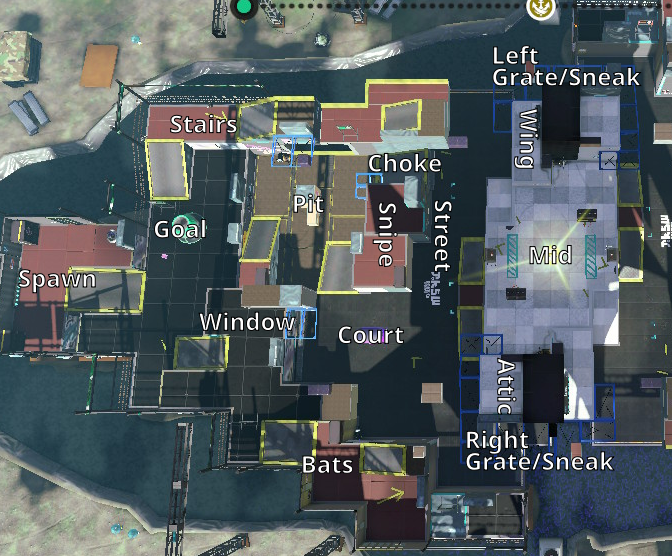 Left
Grate/Sneak
Stairs
Wing
Choke
Pit
Snipe
Street
Goal
Mid
Spawn
Window
Court
Attic
Right
Grate/Sneak
Bats